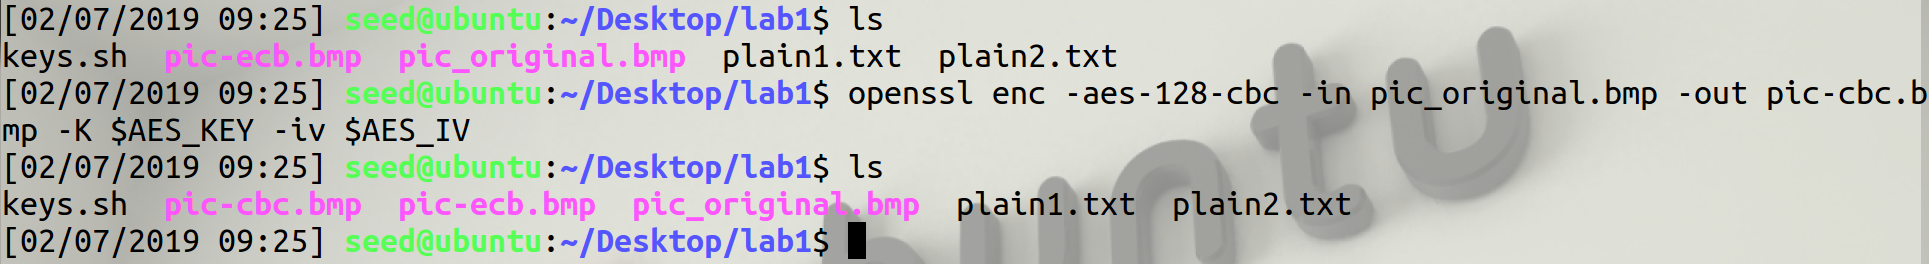 [02/07/2019 09:25] seed@ubuntu:~/Desktop/lab1$ ls
keys.sh  pic-ecb.bmp  pic_original.bmp  plain1.txt  plain2.txt
[02/07/2019 09:25] seed@ubuntu:~/Desktop/lab1$ openssl enc -aes-128-cbc -in pic_original.bmp -out pic-cbc.b
mp -K $AES_KEY -iv $AES_IV
[02/07/2019 09:25] seed@ubuntu:~/Desktop/lab1$ ls
keys.sh  pic-cbc.bmp  pic-ecb.bmp  pic_original.bmp  plain1.txt  plain2.txt
[02/07/2019 09:25] seed@ubuntu:~/Desktop/lab1$
ubuntu